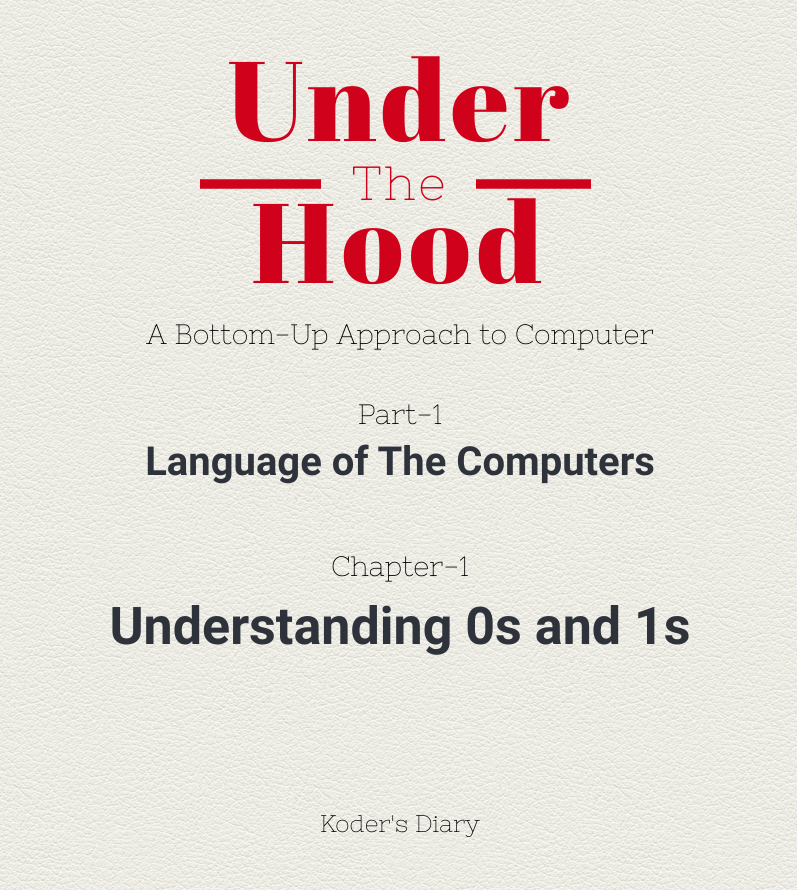 Under
The
Hood
A Bottom-Up Approach to Computer
Part-1
Language of The Computers
Chapter-1
Understanding 0s and 1s
Koder's Diary